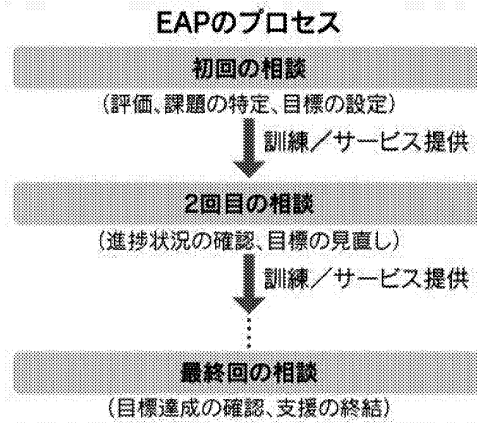 EAPのプロセス
初回の相談
(評価、課題の特定、目標の設定)
訓練／サービス提供
2回目の相談
(進捗状況の確認、目標の見直し)
訓練／サービス提供
最終回の相談
(目標達成の確認、支援の終結)